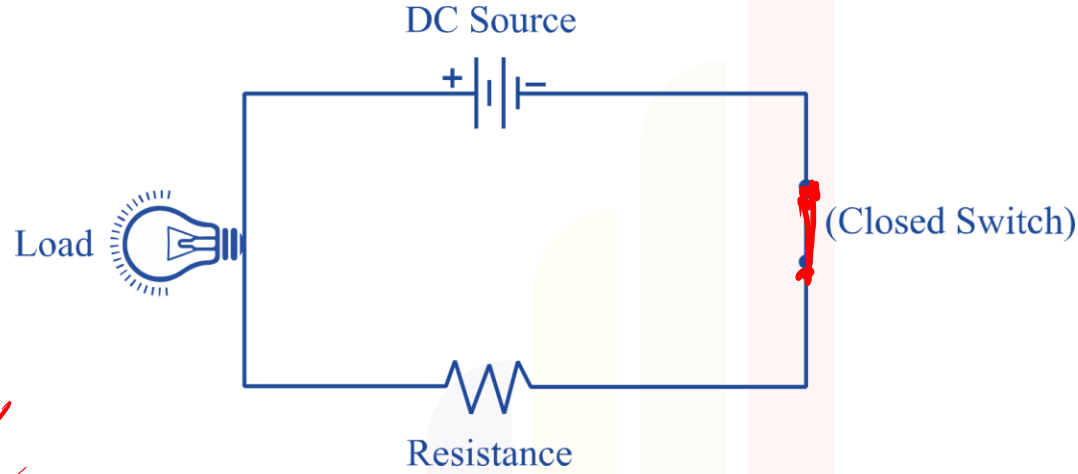 DC Source
+ −
Load
(Closed Switch)
Resistance